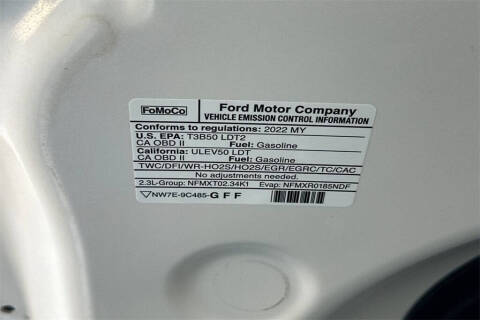 FoMoCo
Ford Motor Company
VEHICLE EMISSION CONTROL INFORMATION
Conforms to regulations: 2022 MY
U.S. EPA: T3B50 LDT2
CA OBD II Fuel: Gasoline
California: ULEV50 LDT
CA OBD II Fuel: Gasoline
TWC/DFI/WR-HO2S/HO2S/EGR/EGRC/TC/CAC
No adjustments needed.
2.3L-Group: NFMXT02.34K1 Evap: NFMXR0185NDF
NW7E-9C485-GFF